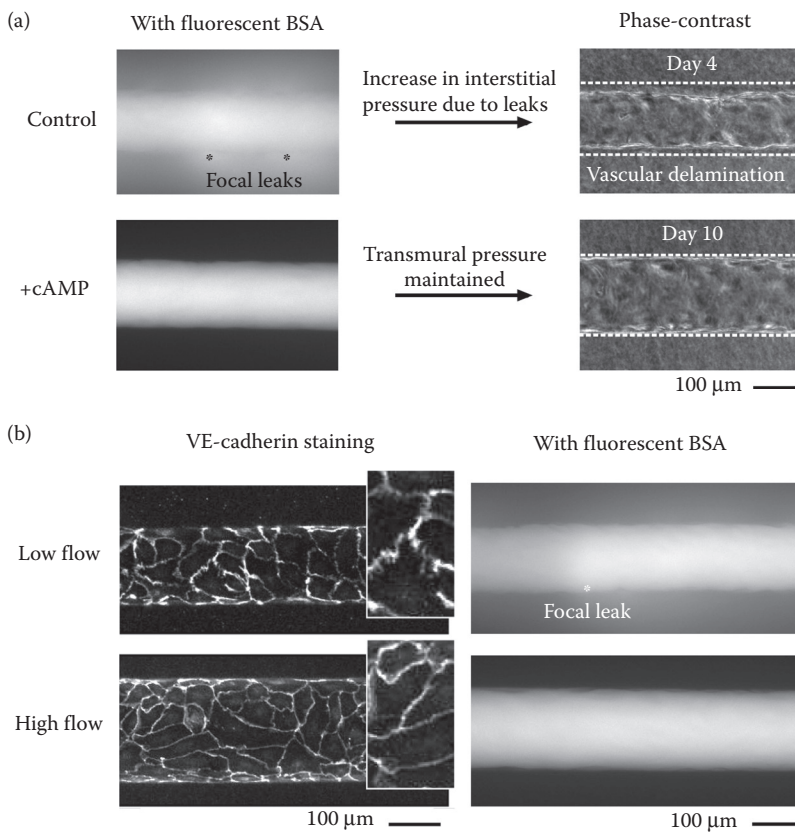 (a)
With fluorescent BSA
Phase-contrast
Control
*
*
Focal leaks
Increase in interstitial
pressure due to leaks
Day 4
Vascular delamination
+cAMP
Transmural pressure
maintained
Day 10
100 μm
(b)
VE-cadherin staining
With fluorescent BSA
Low flow
*
Focal leak
High flow
100 μm
100 μm